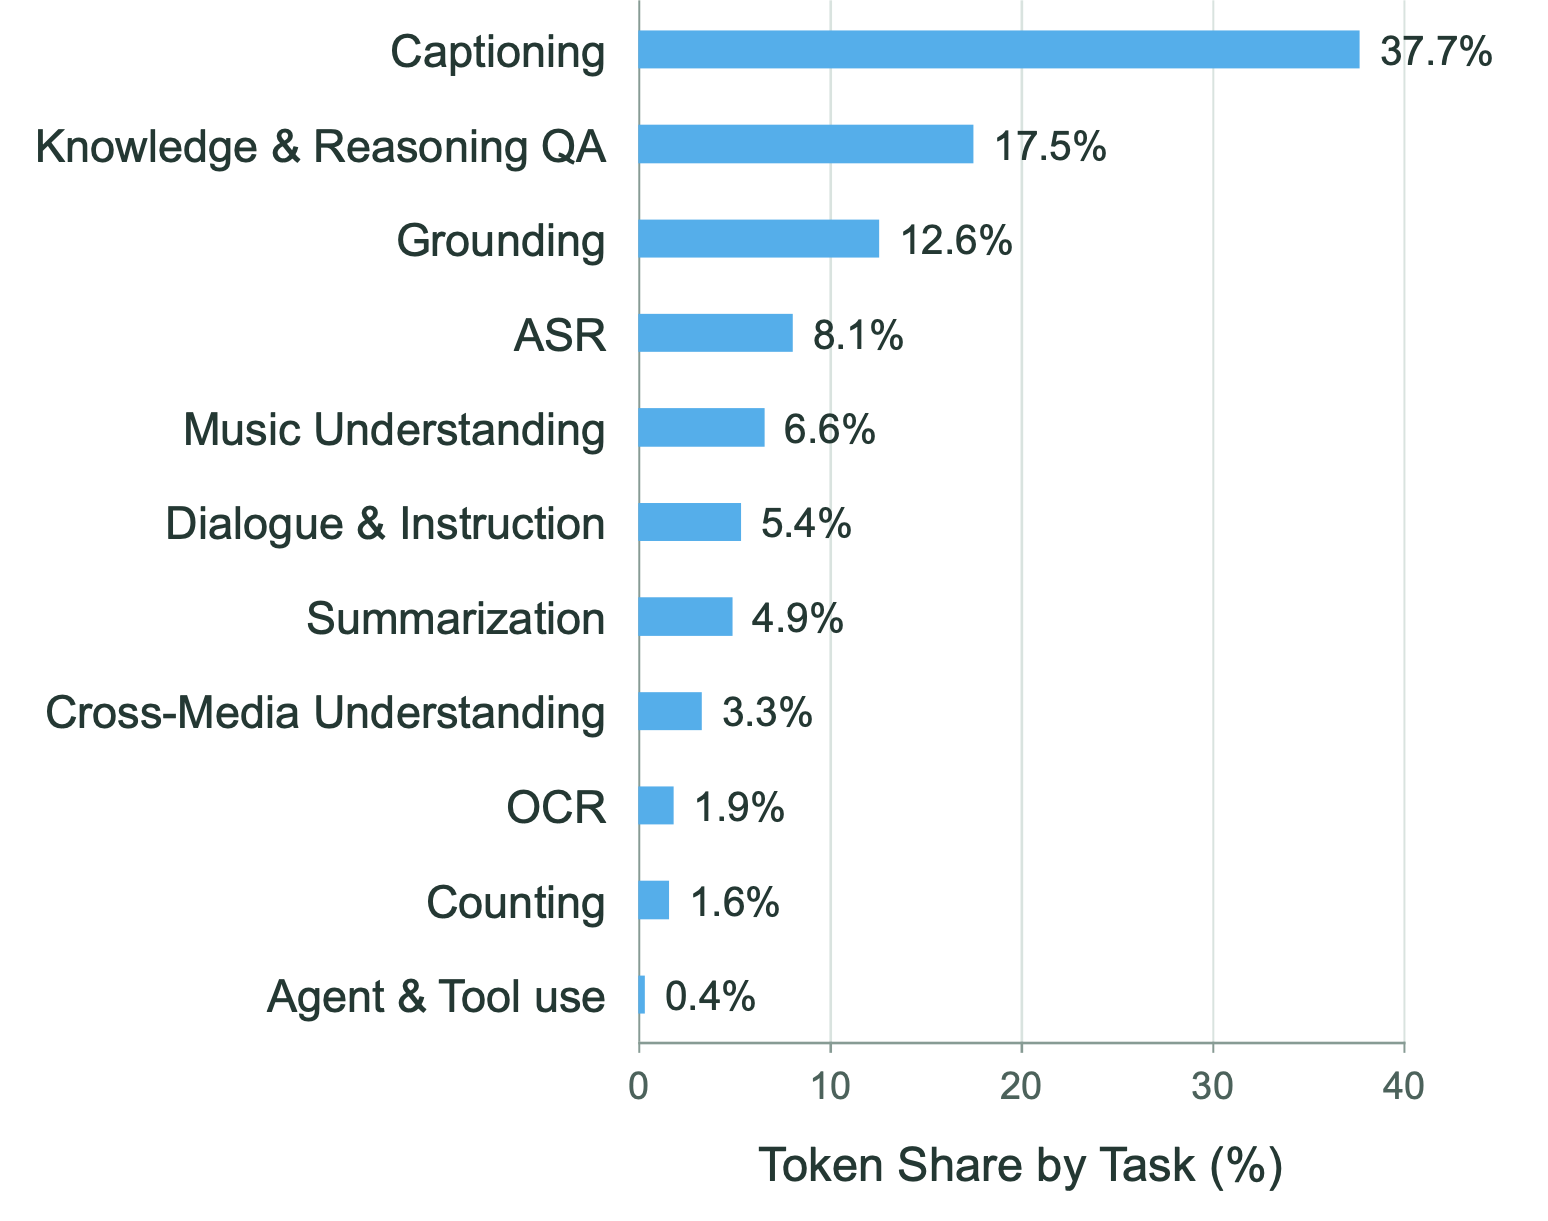 Captioning 37.7%
Knowledge & Reasoning QA 17.5%
Grounding 12.6%
ASR 8.1%
Music Understanding 6.6%
Dialogue & Instruction 5.4%
Summarization 4.9%
Cross-Media Understanding 3.3%
OCR 1.9%
Counting 1.6%
Agent & Tool use 0.4%
0 10 20 30 40
Token Share by Task (%)